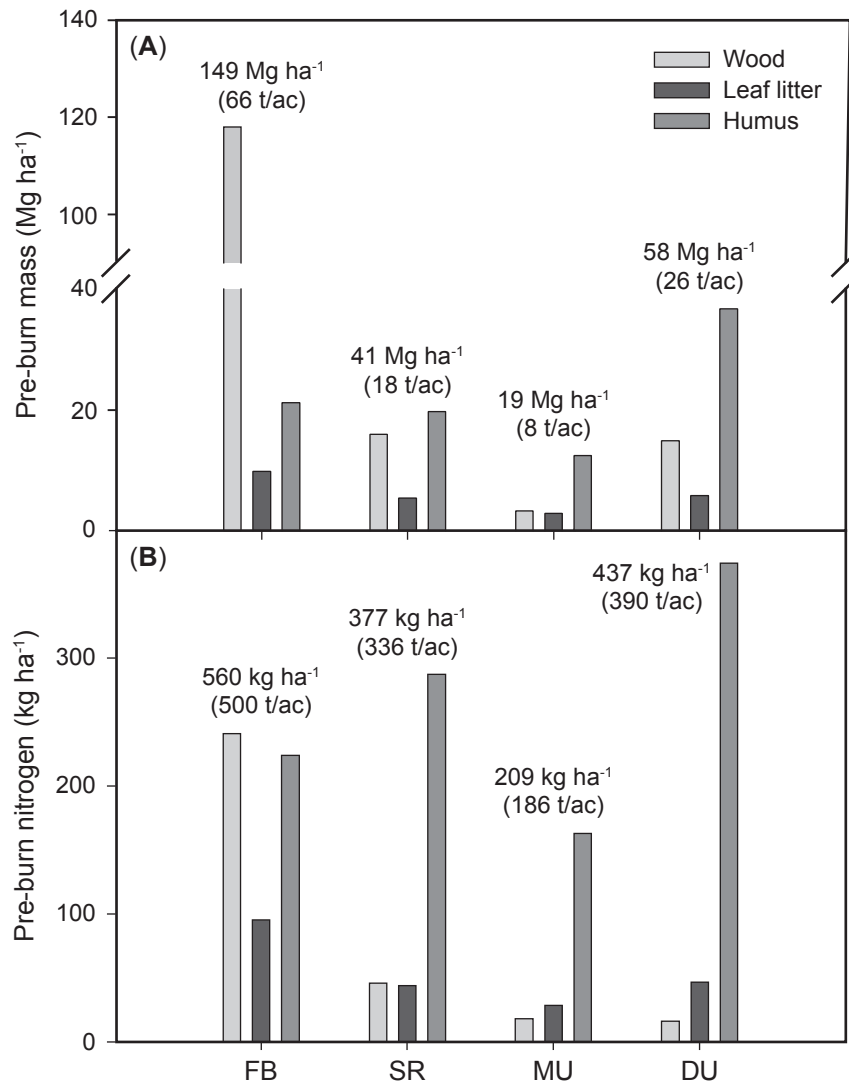 (A)
149 Mg ha⁻¹
(66 t/ac)
Wood
Leaf litter
Humus
140
120
100
40
20
0
Pre-burn mass (Mg ha⁻¹)
58 Mg ha⁻¹
(26 t/ac)
41 Mg ha⁻¹
(18 t/ac)
19 Mg ha⁻¹
(8 t/ac)
(B)
437 kg ha⁻¹
(390 t/ac)
377 kg ha⁻¹
(336 t/ac)
560 kg ha⁻¹
(500 t/ac)
209 kg ha⁻¹
(186 t/ac)
300
200
100
0
Pre-burn nitrogen (kg ha⁻¹)
FB SR MU DU